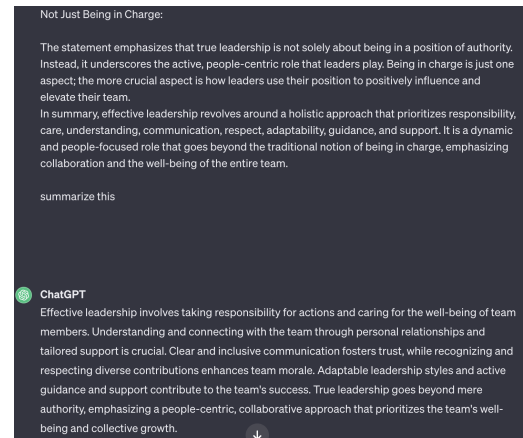 Not Just Being in Charge:
The statement emphasizes that true leadership is not solely about being in a position of authority.
Instead, it underscores the active, people-centric role that leaders play. Being in charge is just one
aspect; the more crucial aspect is how leaders use their position to positively influence and
elevate their team.
In summary, effective leadership revolves around a holistic approach that prioritizes responsibility,
care, understanding, communication, respect, adaptability, guidance, and support. It is a dynamic
and people-focused role that goes beyond the traditional notion of being in charge, emphasizing
collaboration and the well-being of the entire team.
summarize this
ChatGPT
Effective leadership involves taking responsibility for actions and caring for the well-being of team
members. Understanding and connecting with the team through personal relationships and
tailored support is crucial. Clear and inclusive communication fosters trust, while recognizing and
respecting diverse contributions enhances team morale. Adaptable leadership styles and active
guidance and support contribute to the team's success. True leadership goes beyond mere
authority, emphasizing a people-centric, collaborative approach that prioritizes the team's well-
being and collective growth.